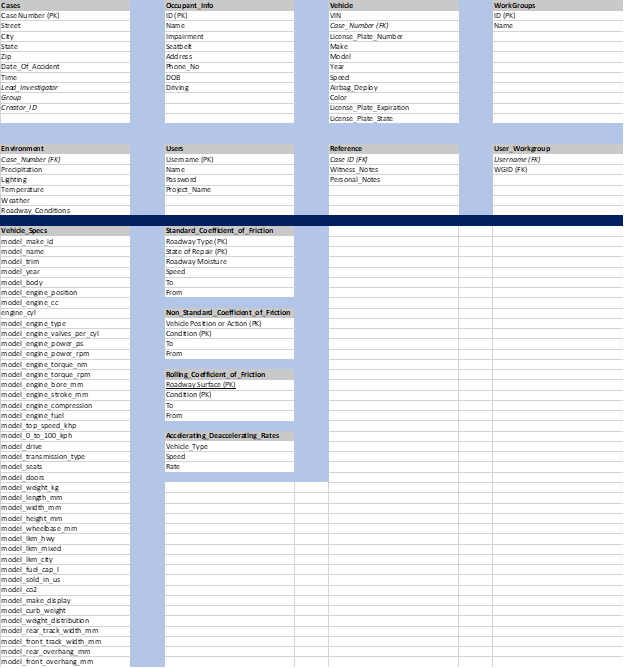 Cases
Case Number (PK)
Street
City
State
Zip
Date_Of_Accident
Time
Lead_Investigator
Group
Creator_ID
Occupant_Info
ID (PK)
Name
Impairment
Seatbelt
Address
Phone_No
DOB
Driving
Vehicle
VIN
Case_Number (FK)
License_Plate_Number
Make
Model
Year
Speed
Airbag_Deploy
Color
License_Plate_Expiration
License_Plate_State
WorkGroups
ID (PK)
Name
Environment
Case_Number (FK)
Precipitation
Lighting
Temperature
Weather
Roadway_Conditions
Users
Username (PK)
Name
Password
Project_Name
Reference
Case ID (FK)
Witness_Notes
Personal_Notes
User_Workgroup
Username (FK)
WGID (FK)
Vehicle_Specs
model_make_id
model_name
model_trim
model_year
model_body
model_engine_position
model_engine_cc
engine_cyl
model_engine_type
model_engine_valves_per_cyl
model_engine_power_ps
model_engine_power_rpm
model_engine_torque_nm
model_engine_torque_rpm
model_engine_bore_mm
model_engine_stroke_mm
model_engine_compression
model_engine_fuel
model_top_speed_khp
model_0_to_100_kph
model_drive
model_transmission_type
model_seats
model_doors
model_weight_kg
model_length_mm
model_width_mm
model_height_mm
model_wheelbase_mm
model_lkm_hwy
model_lkm_mixed
model_lkm_city
model_fuel_cap_l
model_sold_in_us
model_co2
model_make_display
model_curb_weight
model_weight_distribution
model_rear_track_width_mm
model_front_track_width_mm
model_rear_overhang_mm
model_front_overhang_mm
Standard_Coefficient_of_Friction
Roadway Type (PK)
State of Repair (PK)
Roadway Moisture
Speed
To
From
Non_Standard_Coefficient_of_Friction
Vehicle Position or Action (PK)
Condition (PK)
To
From
Rolling_Coefficient_of_Friction
Roadway Surface (PK)
Condition (PK)
To
From
Accelerating_Deaccelerating_Rates
Vehicle_Type
Speed
Rate